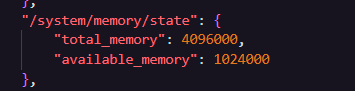 },
"/system/memory/state": {
"total_memory": 4096000,
"available_memory": 1024000
},